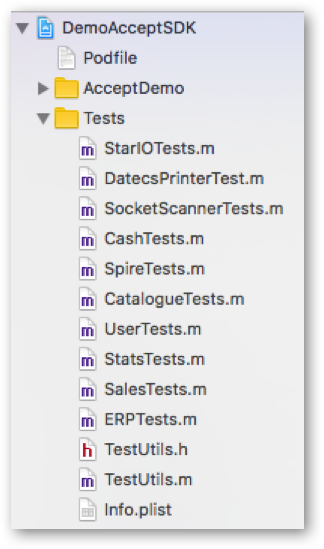 DemoAcceptSDK
Podfile
AcceptDemo
Tests
m StarIOTests.m
m DatecsPrinterTest.m
m SocketScannerTests.m
m CashTests.m
m SpireTests.m
m CatalogueTests.m
m UserTests.m
m StatsTests.m
m SalesTests.m
m ERPTests.m
h TestUtils.h
m TestUtils.m
Info.plist